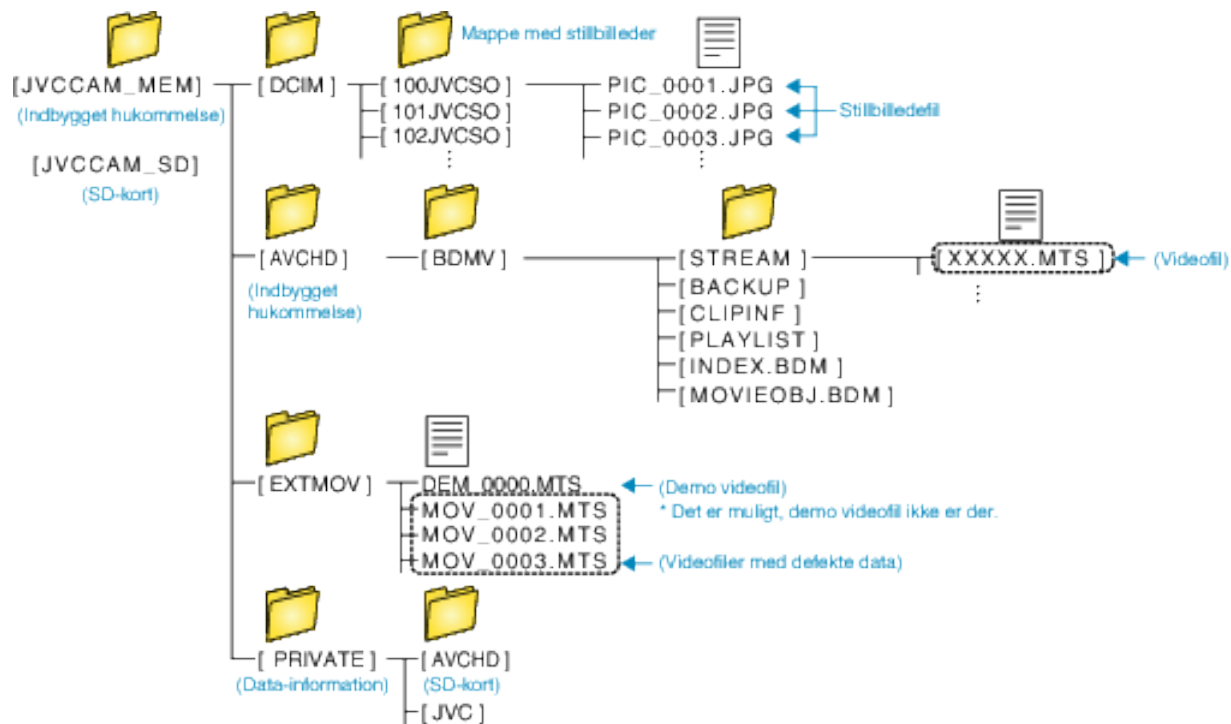 Mappe med stillbilleder
[JVCCAM_MEM]
[DCIM]
[100JVCSO]
PIC_0001.JPG
(Indbygget hukommelse)
[101JVCSO]
PIC_0002.JPG
Stillbilledefil
[102JVCSO]
PIC_0003.JPG
[JVCCAM_SD]
(SD-kort)
[AVCHD]
[BDMV]
[STREAM]
[XXXXX.MTS]
(Videofil)
(Indbygget
hukommelse)
[BACKUP]
[CLIPINF]
[PLAYLIST]
[INDEX.BDM]
[MOVIEOBJ.BDM]
[EXTMOV]
DEM_0000.MTS
(Demo videofil)
MOV_0001.MTS
* Det er muligt, demo videofil ikke er der.
MOV_0002.MTS
MOV_0003.MTS
(Videofiler med defekte data)
[PRIVATE]
[AVCHD]
(Data-information)
(SD-kort)
[JVC]